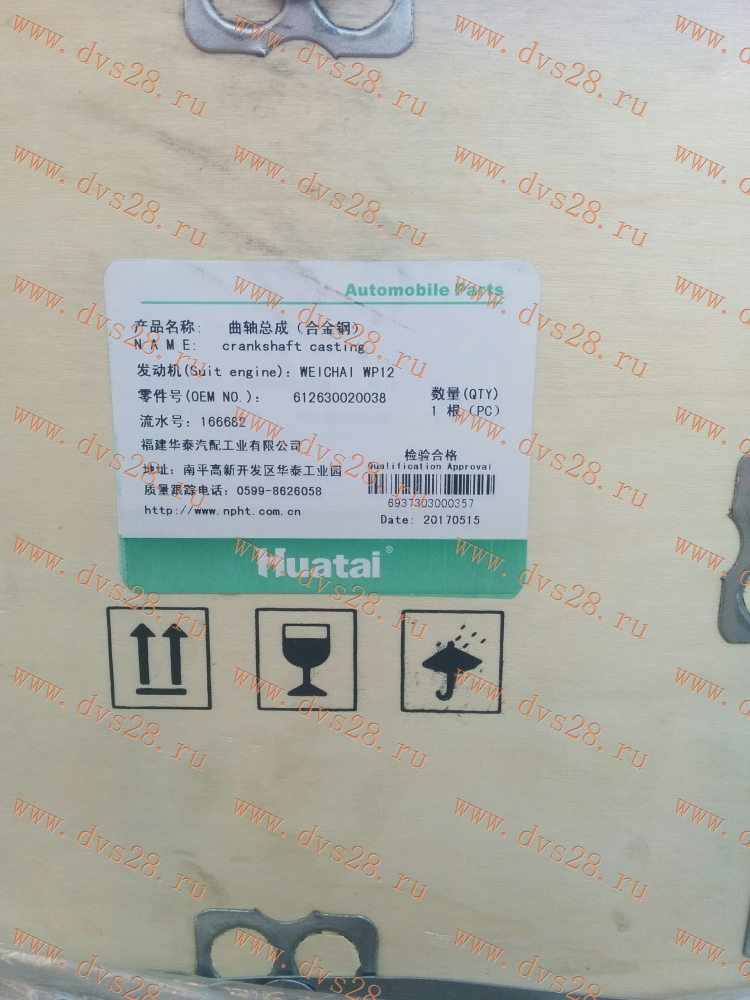 Automobile Parts
产品名称: 曲轴总成(合金钢)
NAME: crankshaft casting
发动机(Suit engine): WEICHAI WP12
零件号(OEM NO.): 612630020038
数量(QTY)
1 根(PC)
流水号: 166682
福建华泰汽配工业有限公司
地址: 南平高新开发区华泰工业园
质量跟踪电话: 0599-8626058
http://www.npht.com.cn
检验合格
Qualification Approval
6937303000357
Date: 20170515
Huatai®
www.dvs28.ru